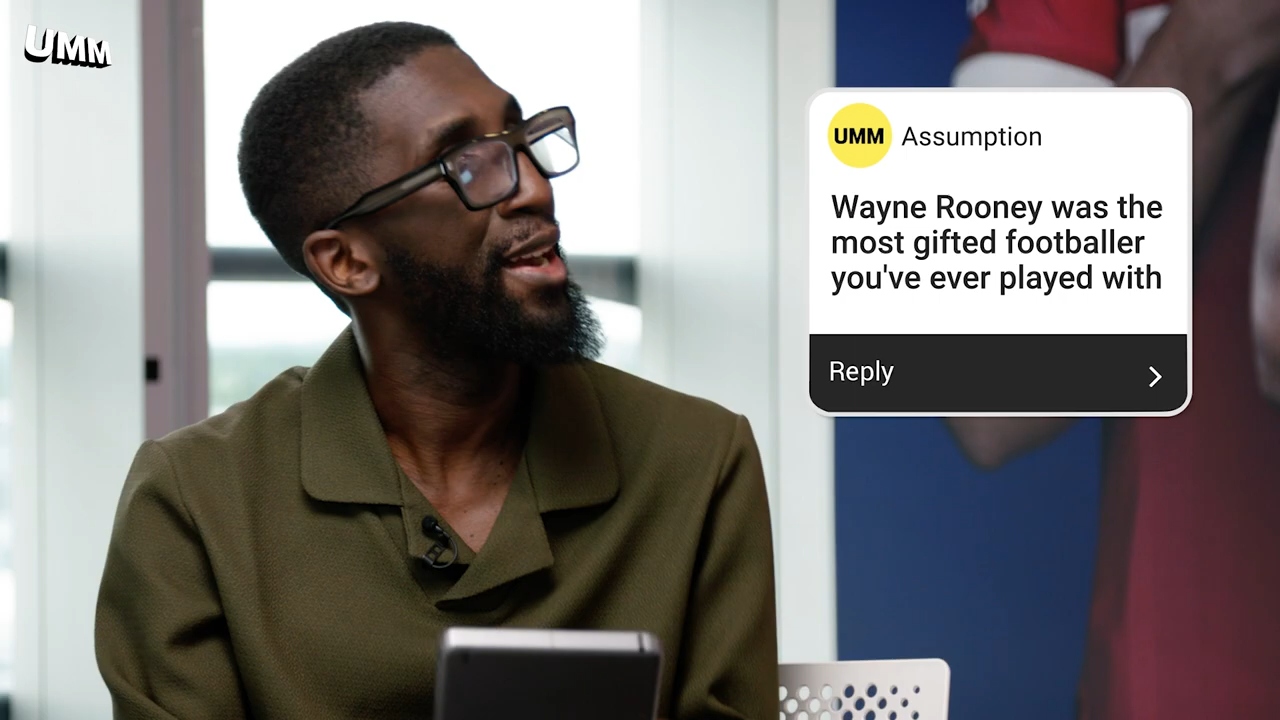 UMM
UMM Assumption
Wayne Rooney was the
most gifted footballer
you've ever played with
Reply